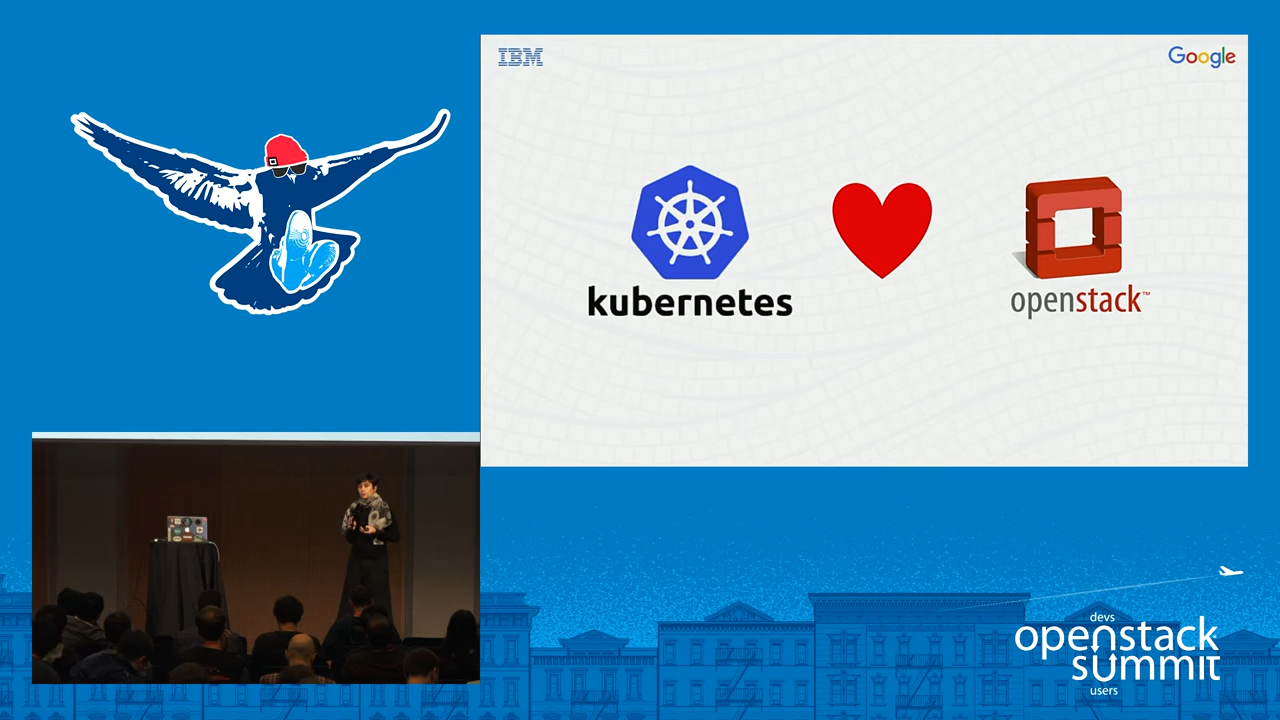 IBM
Google
kubernetes
openstack™
devs
openstack
summit
users